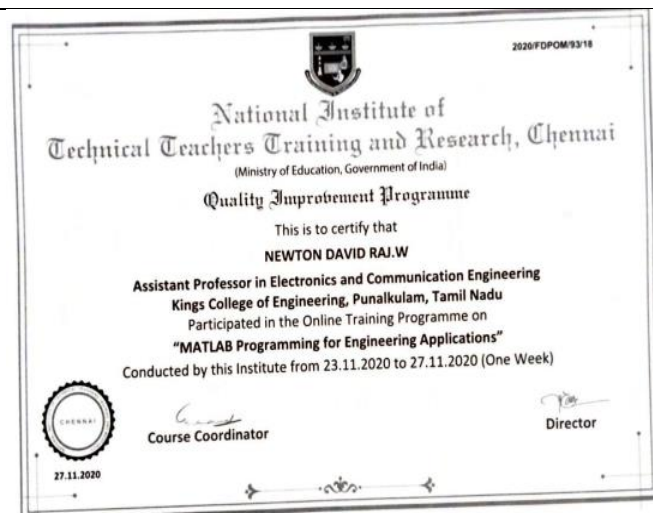 2020/FDPOM/93/18
National Institute of
Technical Teachers Training and Research, Chennai
(Ministry of Education, Government of India)
Quality Improvement Programme
This is to certify that
NEWTON DAVID RAJ.W
Assistant Professor in Electronics and Communication Engineering
Kings College of Engineering, Punalkulam, Tamil Nadu
Participated in the Online Training Programme on
“MATLAB Programming for Engineering Applications”
Conducted by this Institute from 23.11.2020 to 27.11.2020 (One Week)
CHENNAI
Course Coordinator
Director
27.11.2020